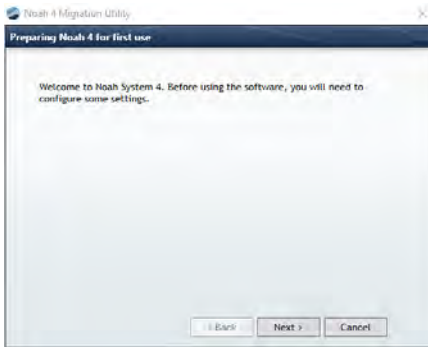 Noah 4 Migration Utility
Preparing Noah 4 for first use
Welcome to Noah System 4. Before using the software, you will need to
configure some settings.
< Back
Next >
Cancel